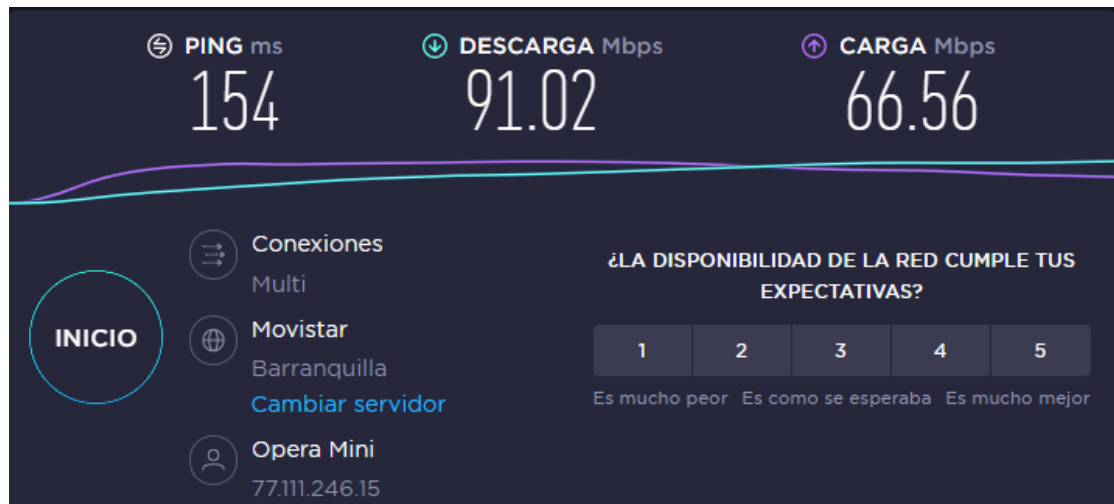 PING ms
154
DESCARGA Mbps
91.02
CARGA Mbps
66.56
INICIO
Conexiones
Multi
Movistar
Barranquilla
Cambiar servidor
Opera Mini
77.111.246.15
¿LA DISPONIBILIDAD DE LA RED CUMPLE TUS
EXPECTATIVAS?
1 2 3 4 5
Es mucho peor Es como se esperaba Es mucho mejor